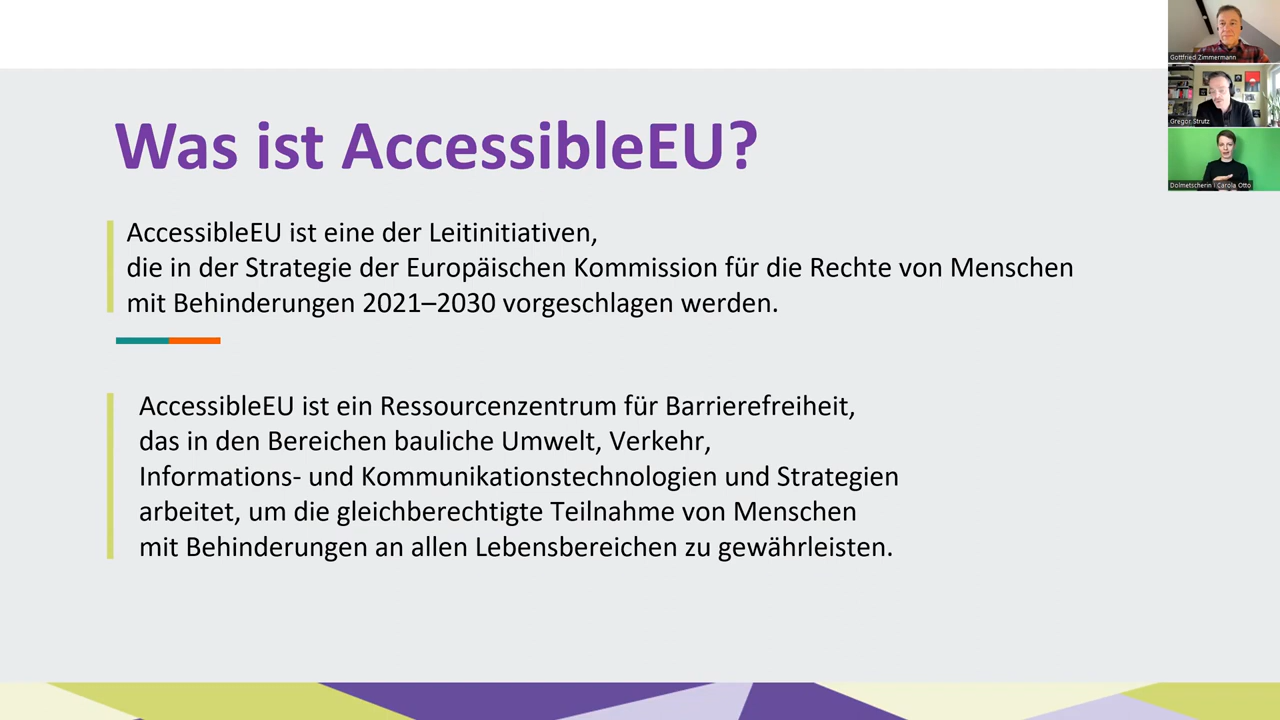 Was ist AccessibleEU?
AccessibleEU ist eine der Leitinitiativen,
die in der Strategie der Europäischen Kommission für die Rechte von Menschen
mit Behinderungen 2021–2030 vorgeschlagen werden.
AccessibleEU ist ein Ressourcenzentrum für Barrierefreiheit,
das in den Bereichen bauliche Umwelt, Verkehr,
Informations- und Kommunikationstechnologien und Strategien
arbeitet, um die gleichberechtigte Teilnahme von Menschen
mit Behinderungen an allen Lebensbereichen zu gewährleisten.
Gottfried Zimmermann
Gregor Strutz
Dolmetscherin | Carola Otto